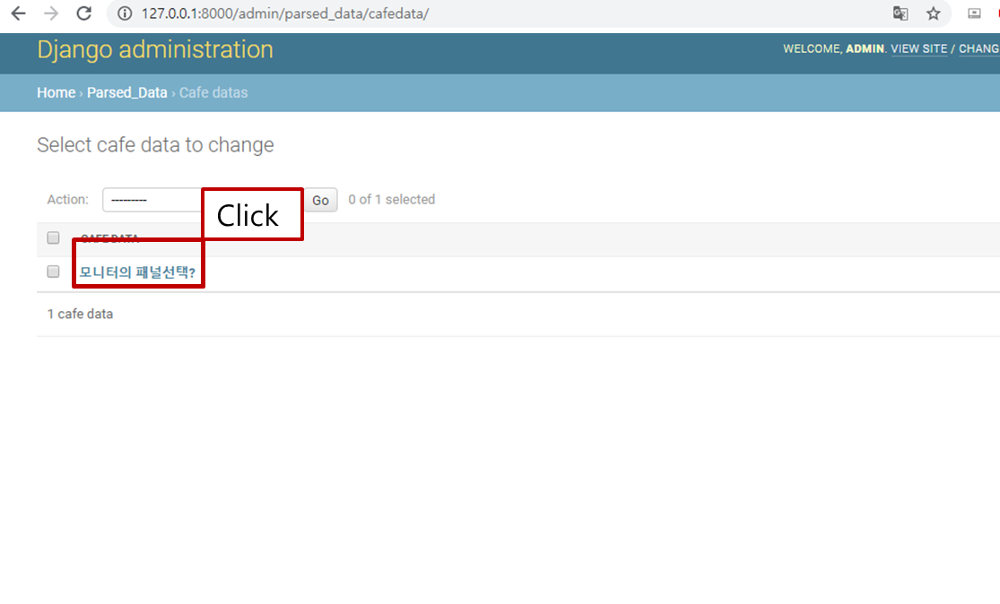 127.0.0.1:8000/admin/parsed_data/cafedata/
Django administration
WELCOME, ADMIN. VIEW SITE / CHANG
Home › Parsed_Data › Cafe datas
Select cafe data to change
Action: --------- Go 0 of 1 selected
Click
CAFE DATA
모니터의 패널선택?
1 cafe data